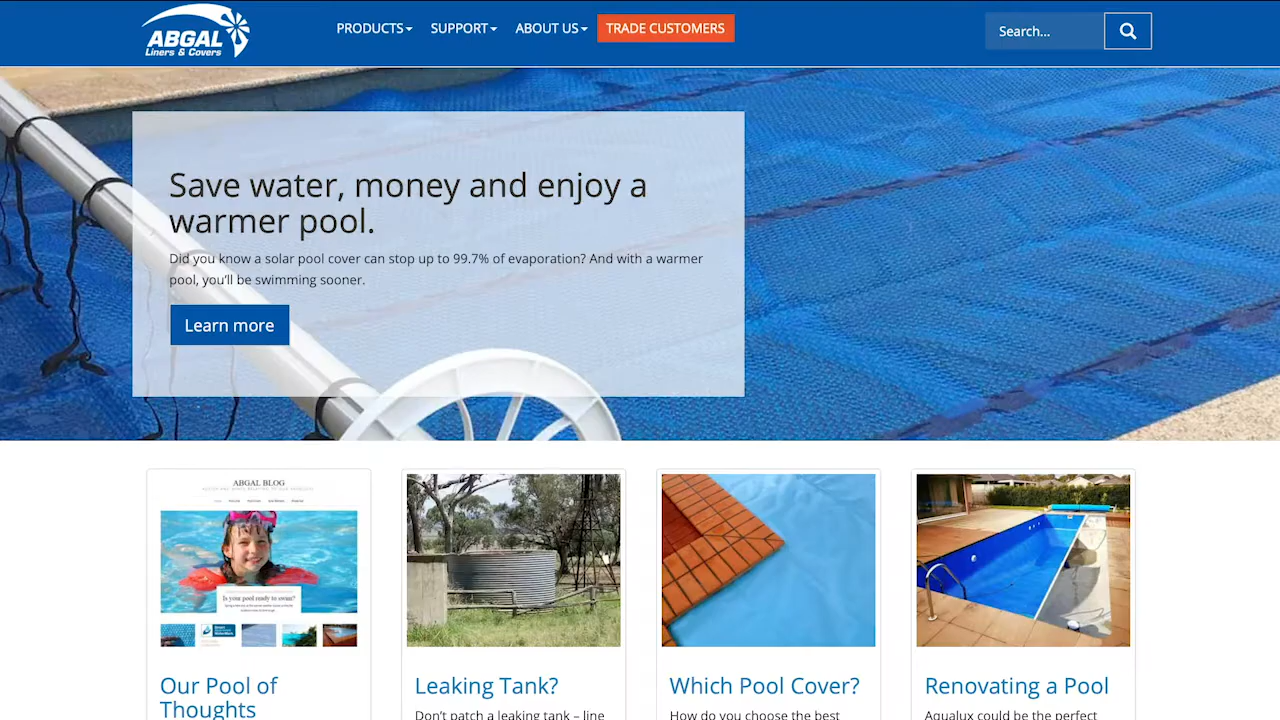 ABGAL
Liners & Covers
PRODUCTS
SUPPORT
ABOUT US
TRADE CUSTOMERS
Search...
Save water, money and enjoy a
warmer pool.
Did you know a solar pool cover can stop up to 99.7% of evaporation? And with a warmer
pool, you’ll be swimming sooner.
Learn more
ABGAL BLOG
Is your pool ready to swim?
Our Pool of
Thoughts
Leaking Tank?
Don’t patch a leaking tank – line
Which Pool Cover?
How do you choose the best
Renovating a Pool
Aqualux could be the perfect